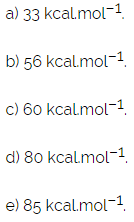 a) 33 kcal.mol⁻¹.
b) 56 kcal.mol⁻¹.
c) 60 kcal.mol⁻¹.
d) 80 kcal.mol⁻¹.
e) 85 kcal.mol⁻¹.